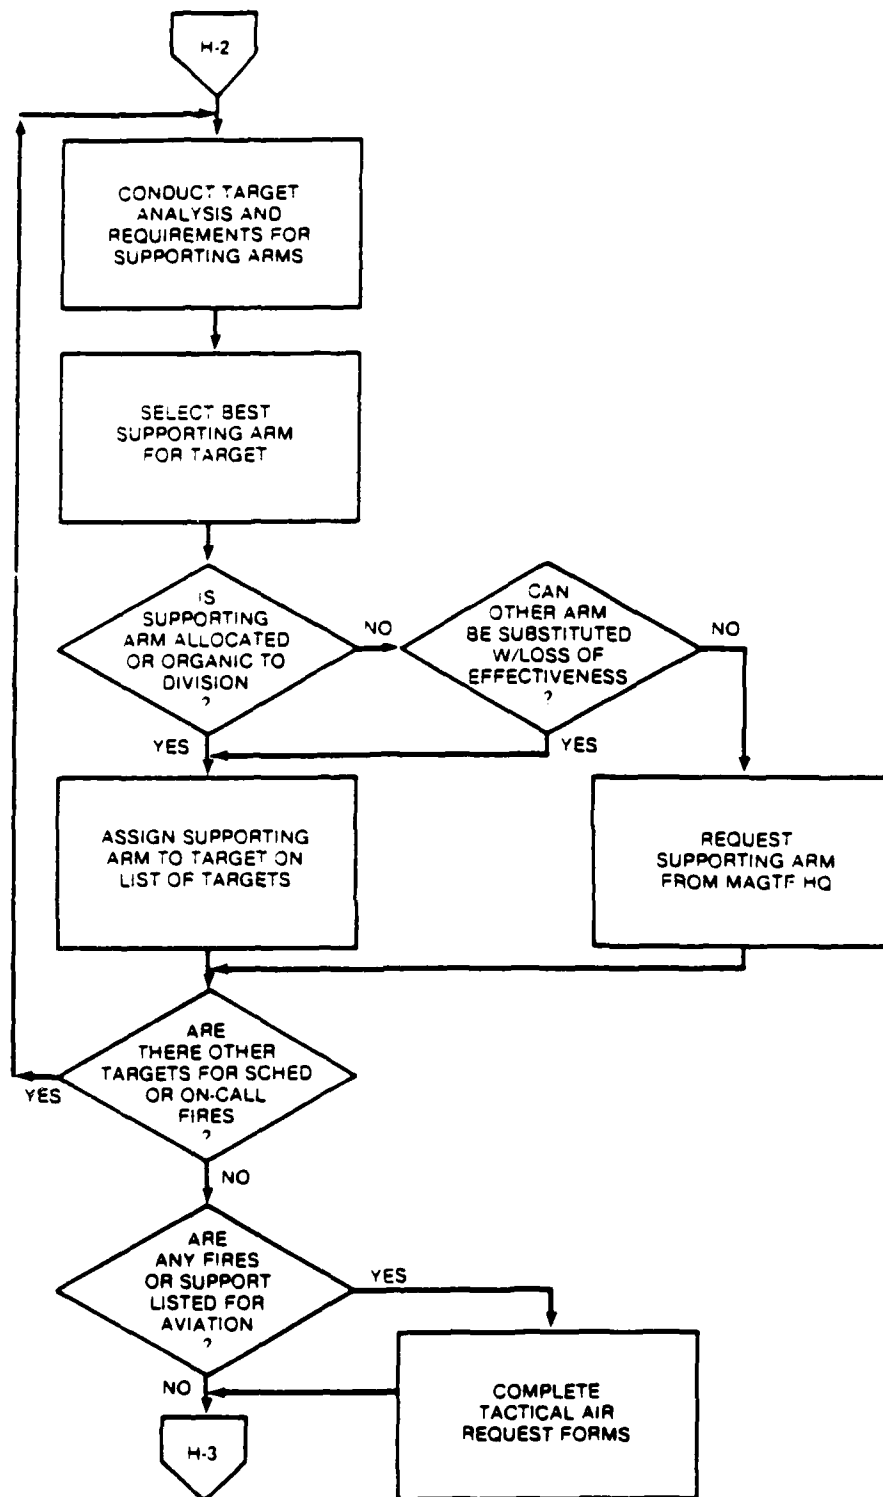 H-2
CONDUCT TARGET
ANALYSIS AND
REQUIREMENTS FOR
SUPPORTING ARMS
SELECT BEST
SUPPORTING ARM
FOR TARGET
IS
SUPPORTING
ARM ALLOCATED
OR ORGANIC TO
DIVISION
?
NO
YES
CAN
OTHER ARM
BE SUBSTITUTED
W/LOSS OF
EFFECTIVENESS
?
NO
YES
ASSIGN SUPPORTING
ARM TO TARGET ON
LIST OF TARGETS
REQUEST
SUPPORTING ARM
FROM MAGTF HQ
ARE
THERE OTHER
TARGETS FOR SCHED
OR ON-CALL
FIRES
?
YES
NO
ARE
ANY FIRES
OR SUPPORT
LISTED FOR
AVIATION
?
YES
NO
COMPLETE
TACTICAL AIR
REQUEST FORMS
H-3